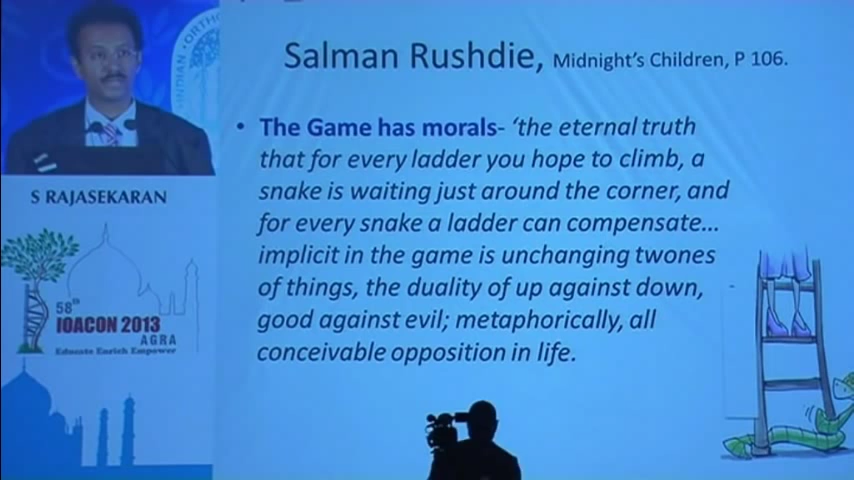 Salman Rushdie, Midnight's Children, P 106.
• The Game has morals- ‘the eternal truth
that for every ladder you hope to climb, a
snake is waiting just around the corner, and
for every snake a ladder can compensate...
implicit in the game is unchanging twones
of things, the duality of up against down,
good against evil; metaphorically, all
conceivable opposition in life.
S RAJASEKARAN
58th
IOACON 2013
AGRA
Educate Enrich Empower
INDIAN ORTHO